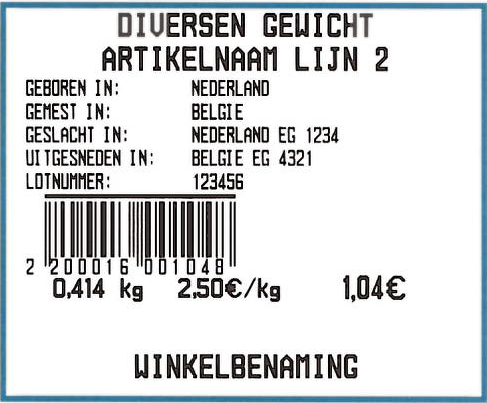 DIVERSEN GEWICHT
ARTIKELNAAM LIJN 2
GEBOREN IN: NEDERLAND
GEMEST IN: BELGIE
GESLACHT IN: NEDERLAND EG 1234
UITGESNEDEN IN: BELGIE EG 4321
LOTNUMMER: 123456
2 200016 001048
0,414 kg 2,50€/kg 1,04€
WINKELBENAMING